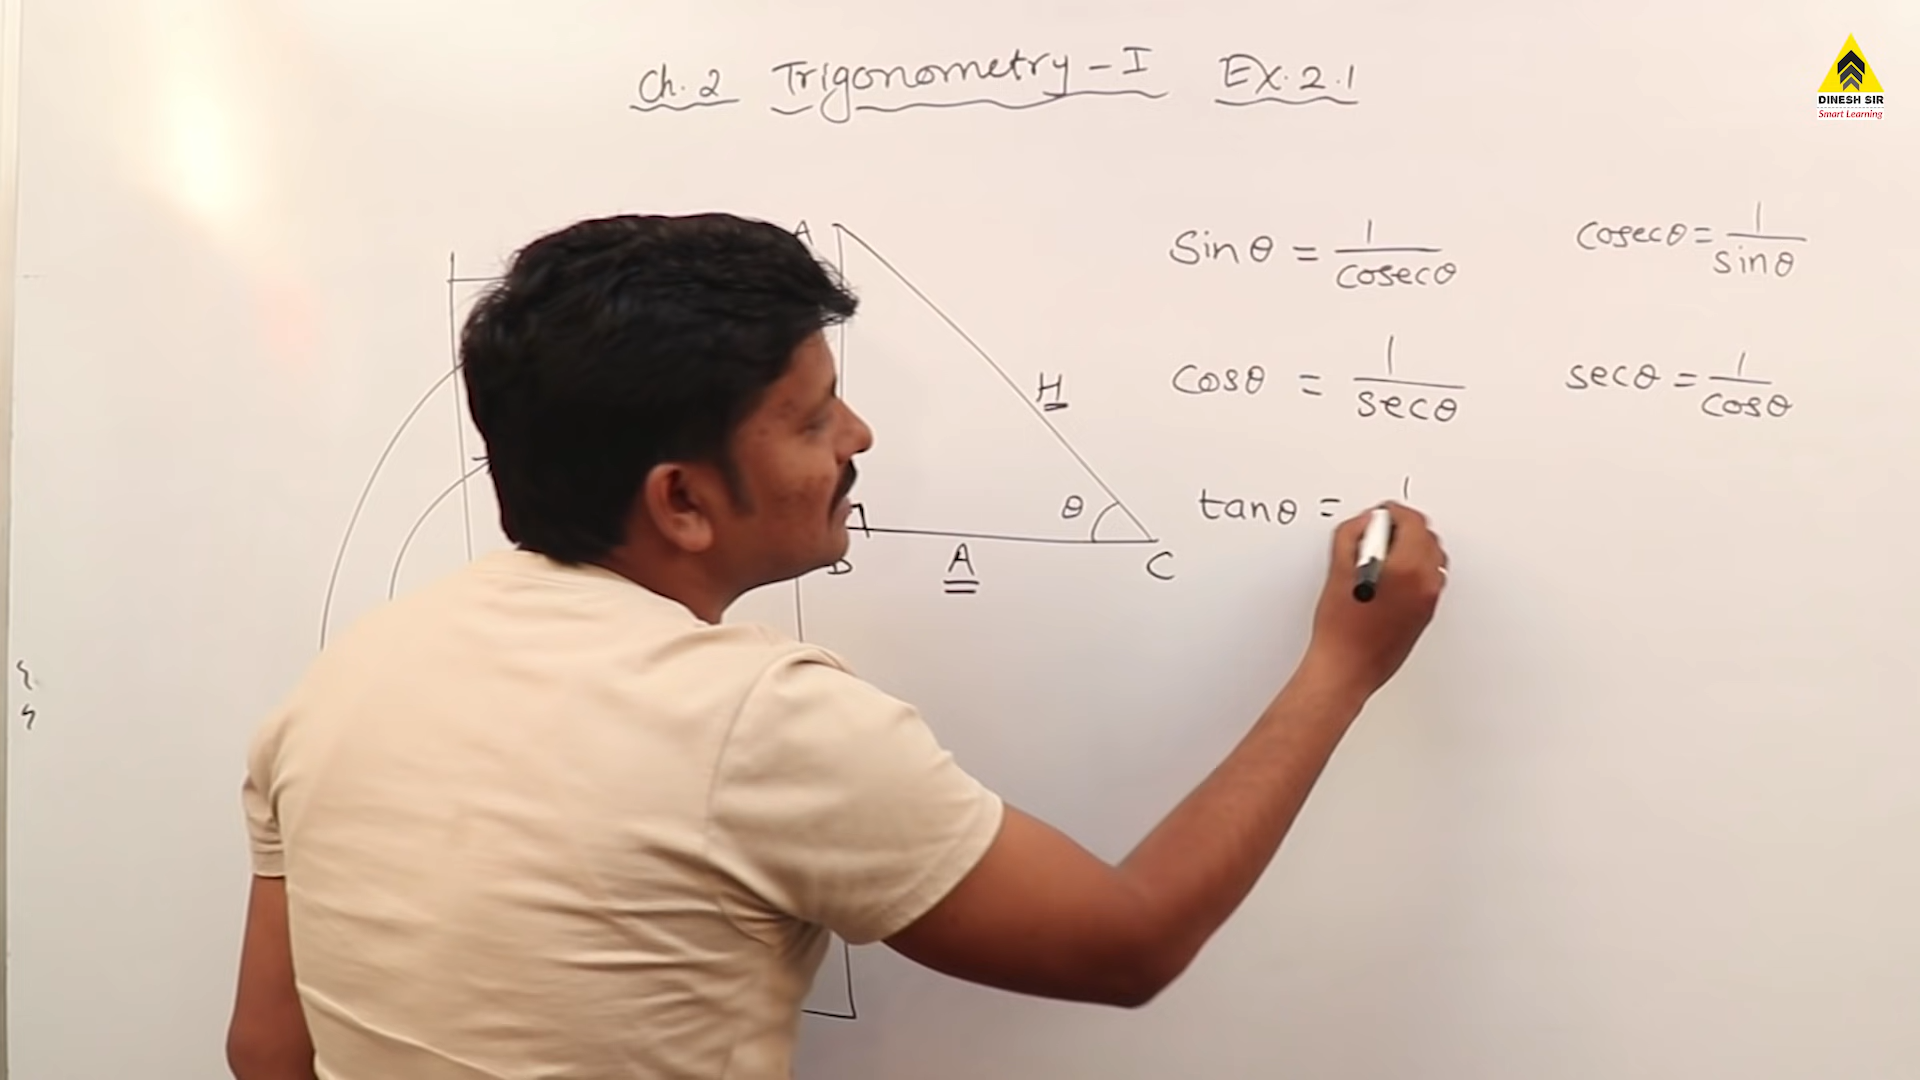 Ch. 2 Trigonometry - I Ex. 2.1
DINESH SIR
Smart Learning
A
H
θ
A
C
sinθ = 1/cosecθ
cosecθ = 1/sinθ
cosθ = 1/secθ
secθ = 1/cosθ
tanθ = 1